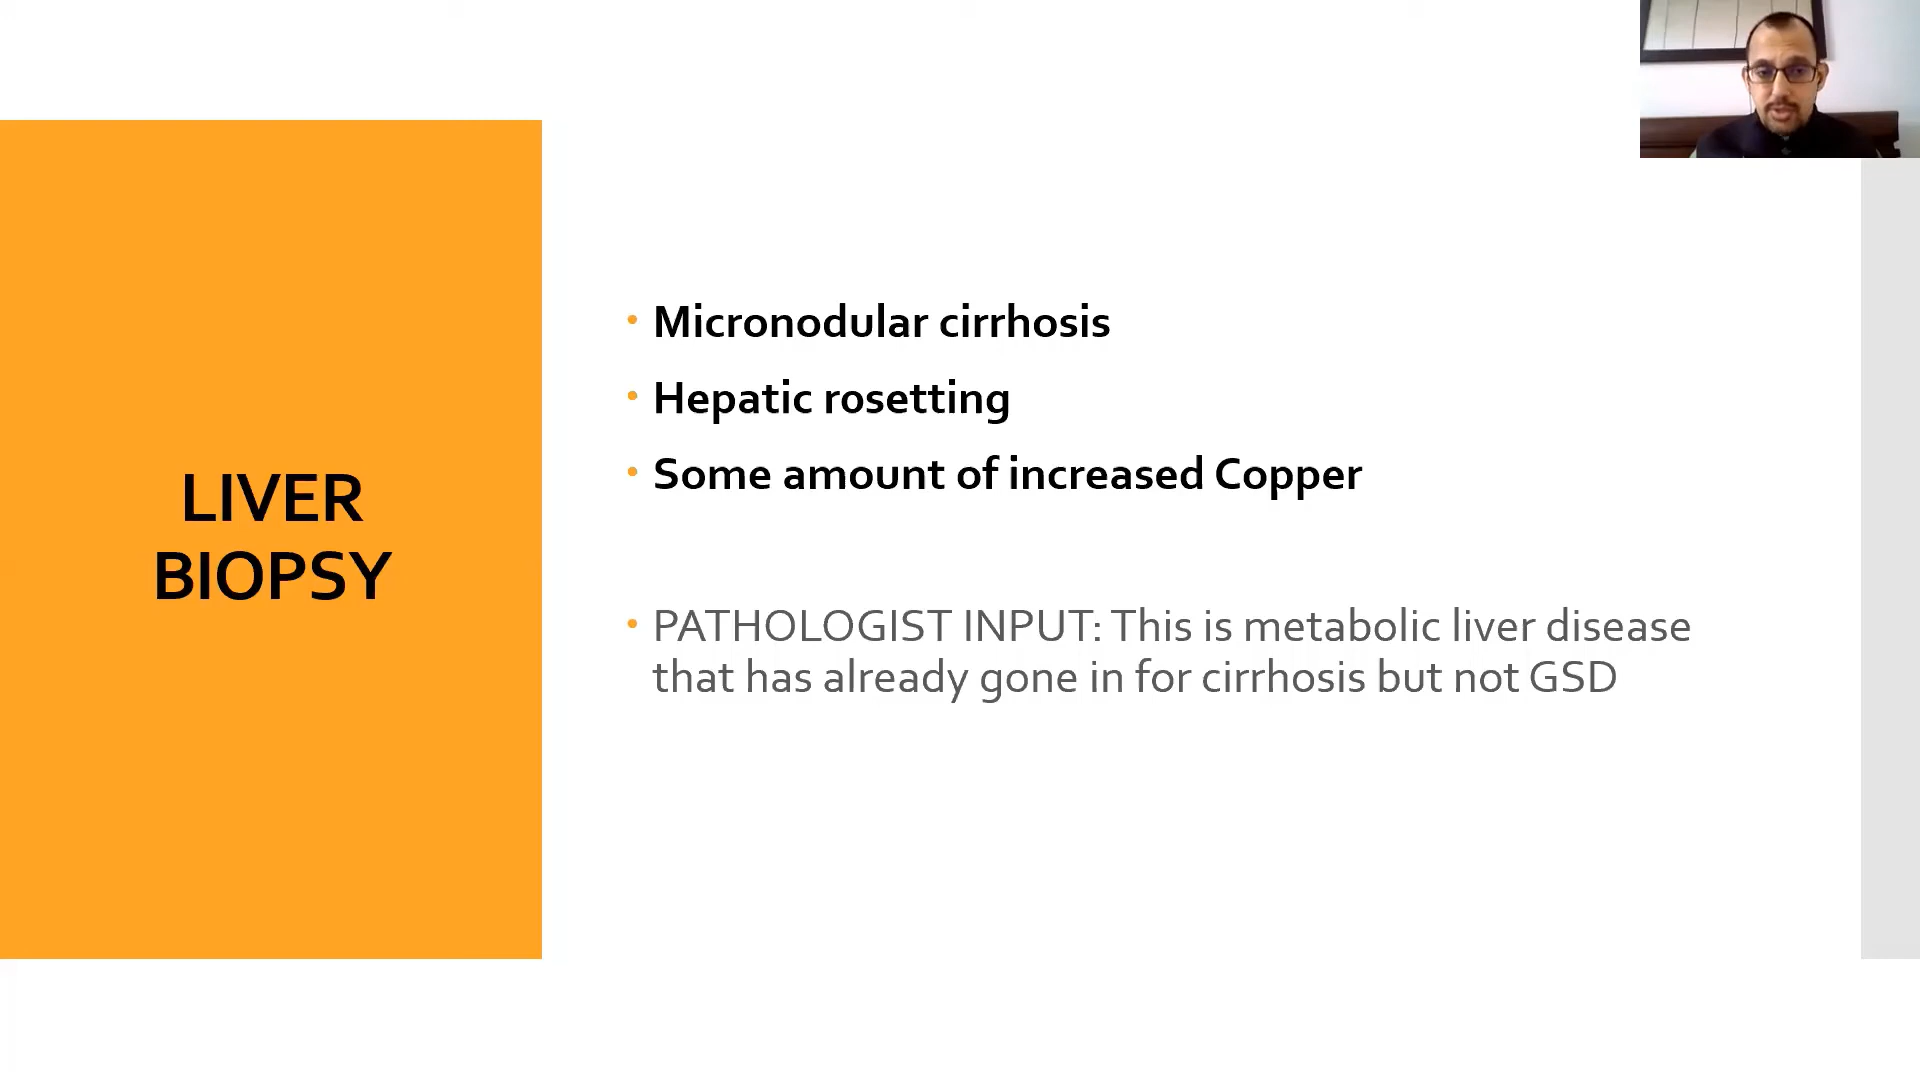 LIVER
BIOPSY
• Micronodular cirrhosis
• Hepatic rosetting
• Some amount of increased Copper
• PATHOLOGIST INPUT: This is metabolic liver disease
that has already gone in for cirrhosis but not GSD